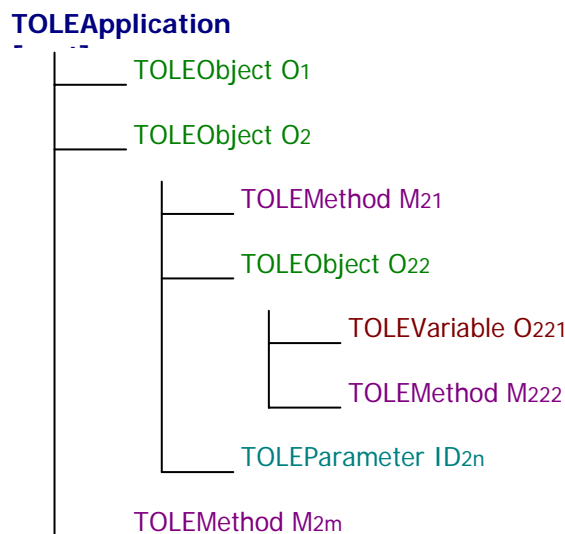 TOLEApplication
TOLEObject O1
TOLEObject O2
TOLEMethod M21
TOLEObject O22
TOLEVariable O221
TOLEMethod M222
TOLEParameter ID2n
TOLEMethod M2m